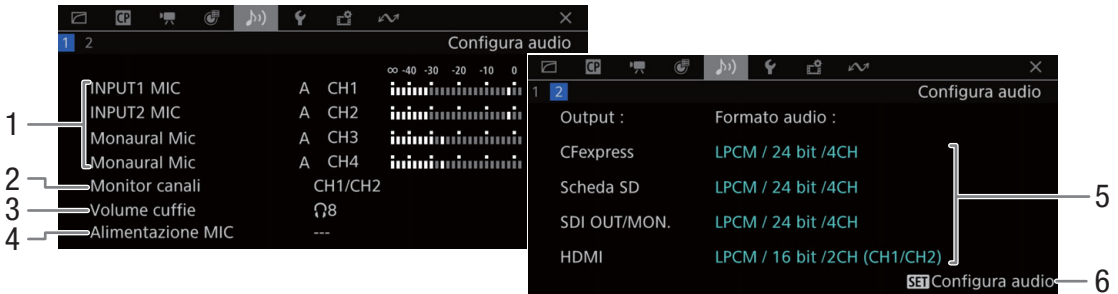 CP
1 2 Configura audio
∞ -40 -30 -20 -10 0
INPUT1 MIC A CH1
INPUT2 MIC A CH2
Monaural Mic A CH3
Monaural Mic A CH4
Monitor canali CH1/CH2
Volume cuffie 8
Alimentazione MIC ---
1
2
3
4
CP
1 2 Configura audio
Output : Formato audio :
CFexpress LPCM / 24 bit /4CH
Scheda SD LPCM / 24 bit /4CH
SDI OUT/MON. LPCM / 24 bit /4CH
HDMI LPCM / 16 bit /2CH (CH1/CH2)
SET Configura audio
5
6